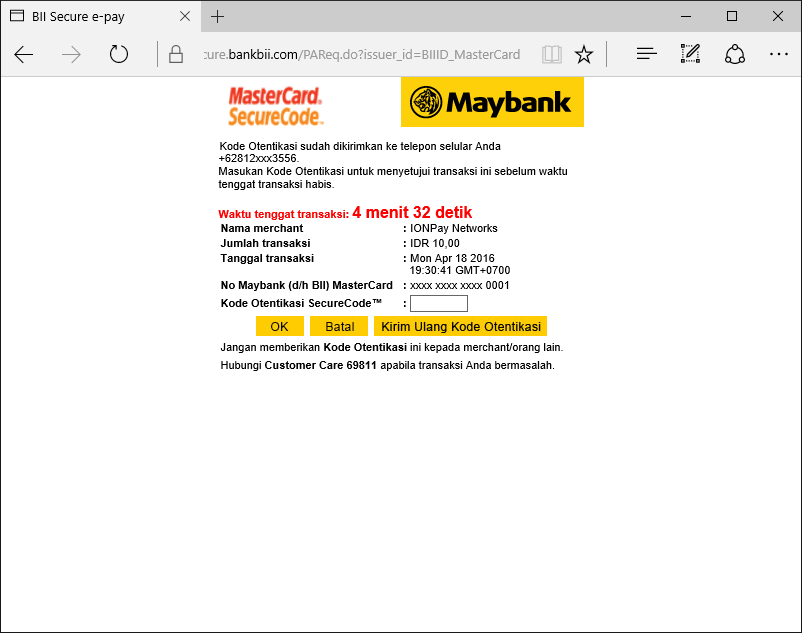 BII Secure e-pay
cure.bankbii.com/PAReq.do?issuer_id=BIIID_MasterCard
MasterCard.
SecureCode.
Maybank
Kode Otentikasi sudah dikirimkan ke telepon selular Anda
+62812xxx3556.
Masukan Kode Otentikasi untuk menyetujui transaksi ini sebelum waktu
tenggat transaksi habis.
Waktu tenggat transaksi: 4 menit 32 detik
Nama merchant : IONPay Networks
Jumlah transaksi : IDR 10,00
Tanggal transaksi : Mon Apr 18 2016
19:30:41 GMT+0700
No Maybank (d/h BII) MasterCard : xxxx xxxx xxxx 0001
Kode Otentikasi SecureCode™ :
OK Batal Kirim Ulang Kode Otentikasi
Jangan memberikan Kode Otentikasi ini kepada merchant/orang lain.
Hubungi Customer Care 69811 apabila transaksi Anda bermasalah.